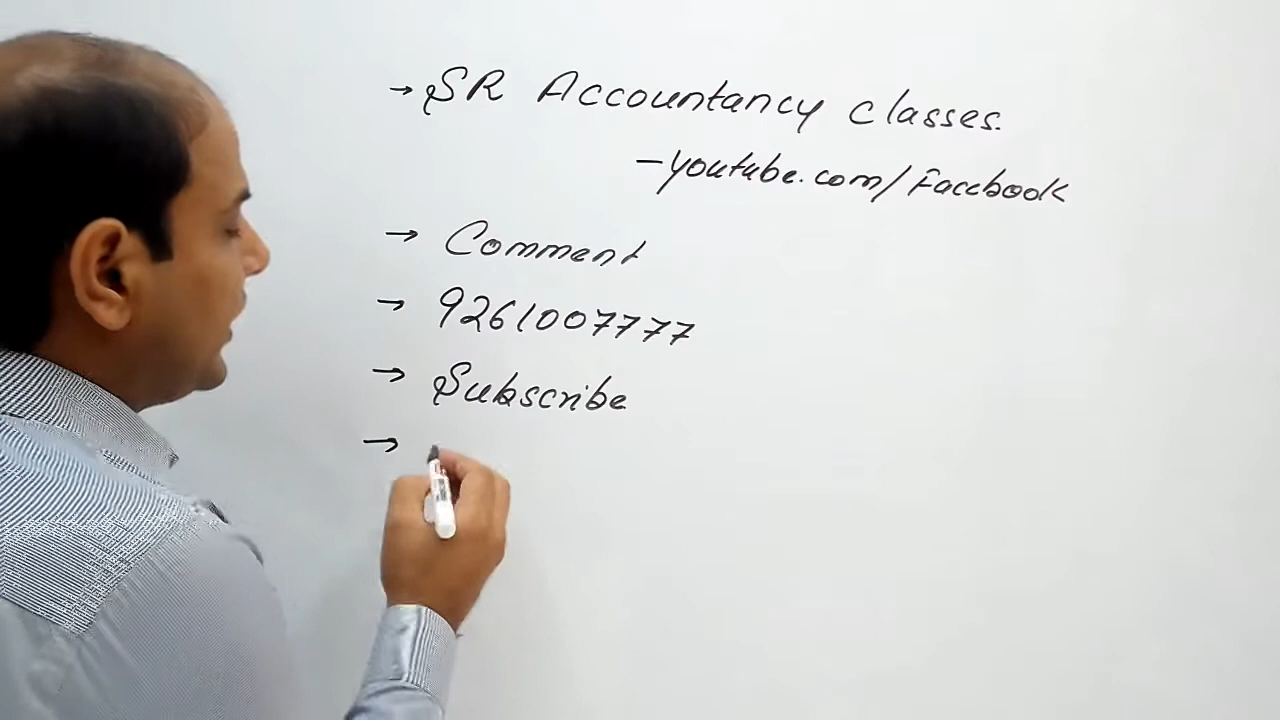 → SR Accountancy classes.
– youtube.com/Facebook
→ Comment
→ 9261007777
→ Subscribe
→